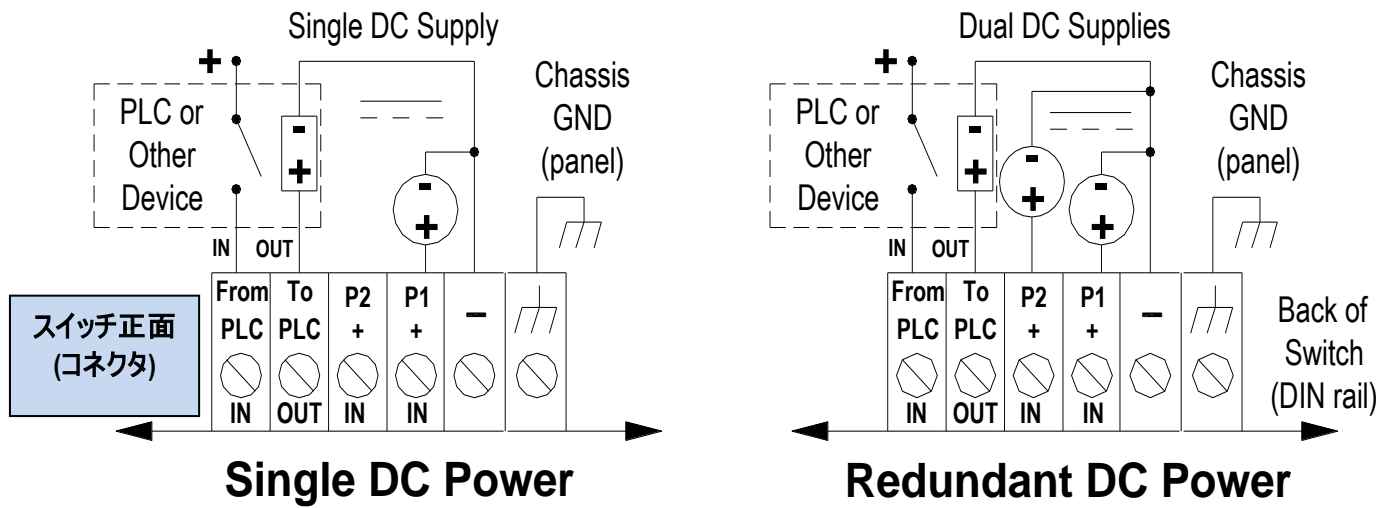 Single DC Supply
+
PLC or
Other
Device
-
+
-
+
Chassis
GND
(panel)
IN OUT
スイッチ正面
(コネクタ)
From
PLC
IN
To
PLC
OUT
P2
+
IN
P1
+
IN
−
Single DC Power
Dual DC Supplies
+
PLC or
Other
Device
-
+
-
+
-
+
Chassis
GND
(panel)
IN OUT
From
PLC
IN
To
PLC
OUT
P2
+
IN
P1
+
IN
−
Back of
Switch
(DIN rail)
Redundant DC Power